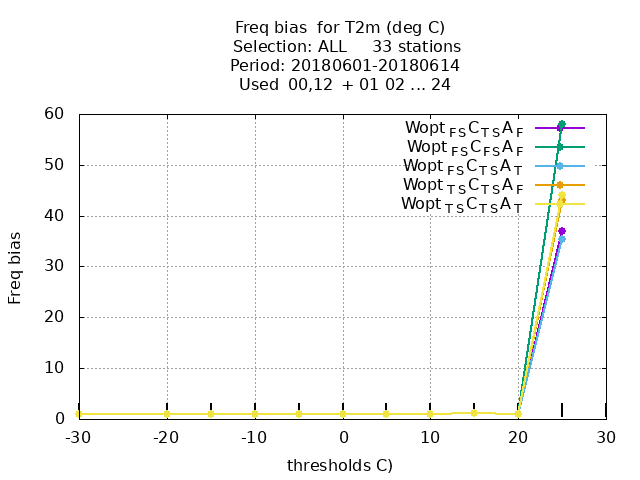 Freq bias  for T2m (deg C)
Selection: ALL     33 stations
Period: 20180601-20180614
Used  00,12  + 01 02 ... 24
Freq bias
60
50
40
30
20
10
0
Wopt FS C TS A F
Wopt FS C FS A F
Wopt FS C TS A T
Wopt TS C TS A F
Wopt TS C TS A T
-30 -20 -10 0 10 20 30
thresholds C)